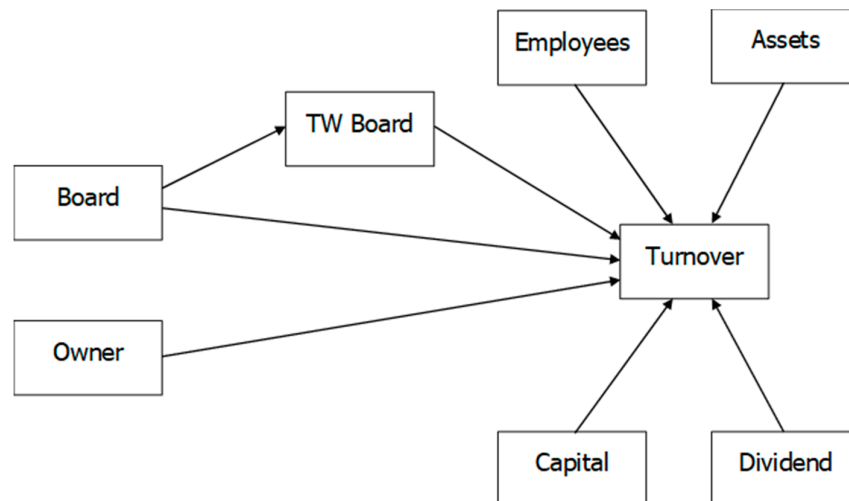 Employees
Assets
TW Board
Board
Turnover
Owner
Capital
Dividend